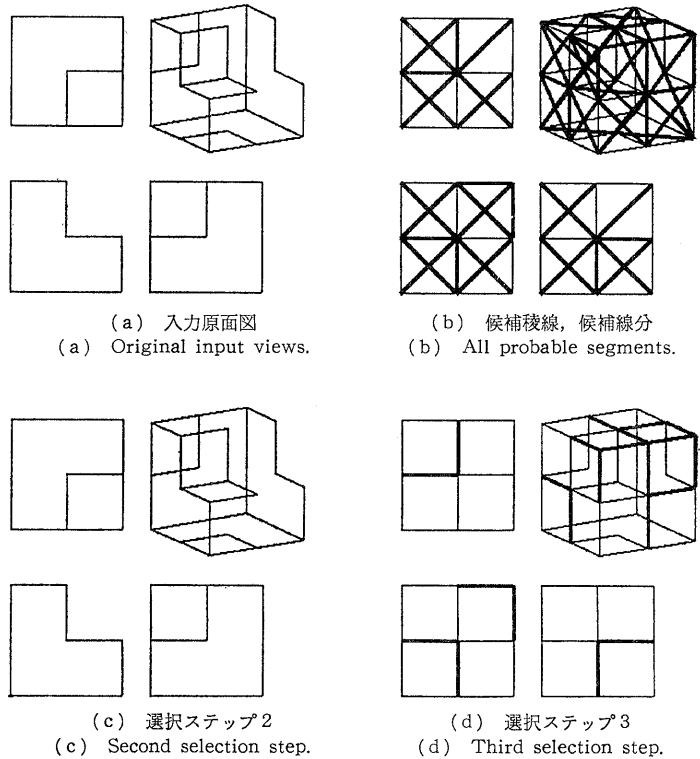 (a) 入力原面図
(a) Original input views.
(b) 候補稜線，候補線分
(b) All probable segments.
(c) 選択ステップ2
(c) Second selection step.
(d) 選択ステップ3
(d) Third selection step.